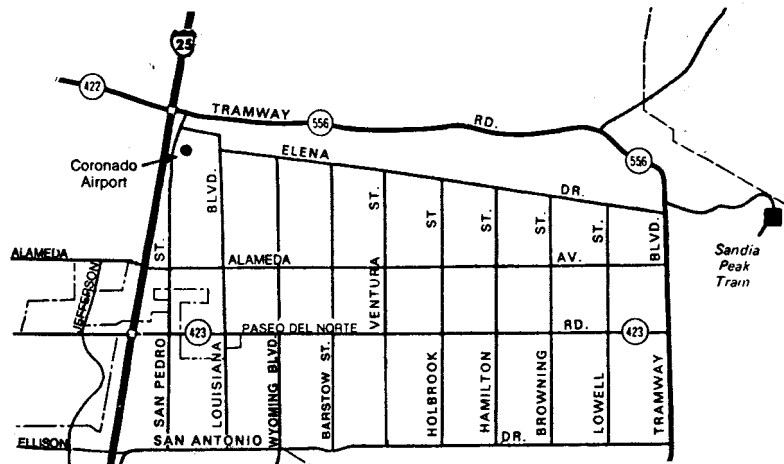 25
422
TRAMWAY
556
RD.
Coronado
Airport
ELENA
DR.
556
BLVD.
ST.
ST.
ST
ST.
ST.
ST.
BLVD.
Sandia
Peak
Tram
ALAMEDA
ALAMEDA
AV.
JEFFERSON
VENTURA
423
PASEO DEL NORTE
RD.
423
SAN PEDRO
LOUISIANA
WYOMING BLVD.
BARSTOW ST.
HOLBROOK
HAMILTON
BROWNING
LOWELL
TRAMWAY
ELLISON
SAN ANTONIO
DR.